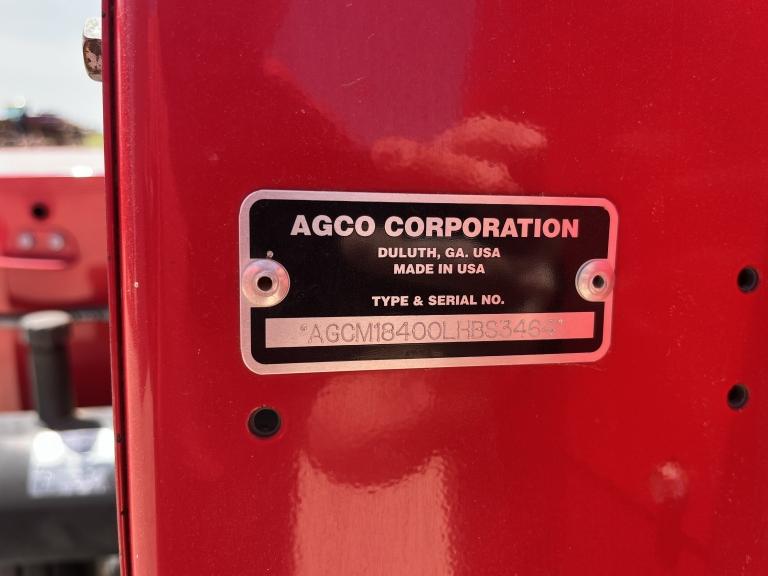 AGCO CORPORATION
DULUTH, GA. USA
MADE IN USA
TYPE & SERIAL NO.
*AGCM18400LHBS3464*